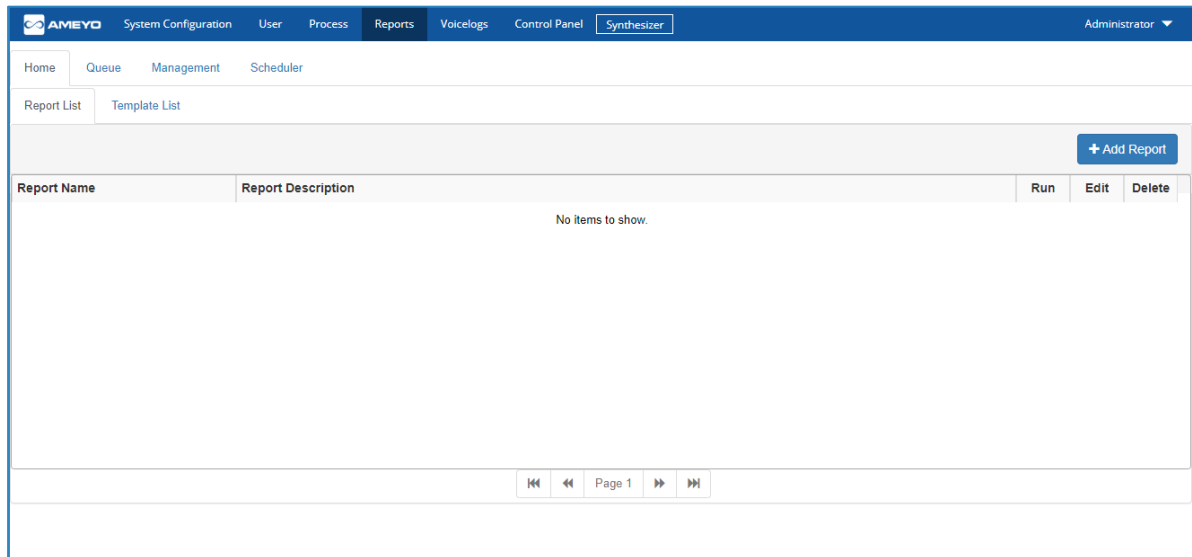 AMEYO System Configuration User Process Reports Voicelogs Control Panel Synthesizer Administrator
Home Queue Management Scheduler
Report List Template List
+ Add Report
Report Name Report Description Run Edit Delete
No items to show.
Page 1